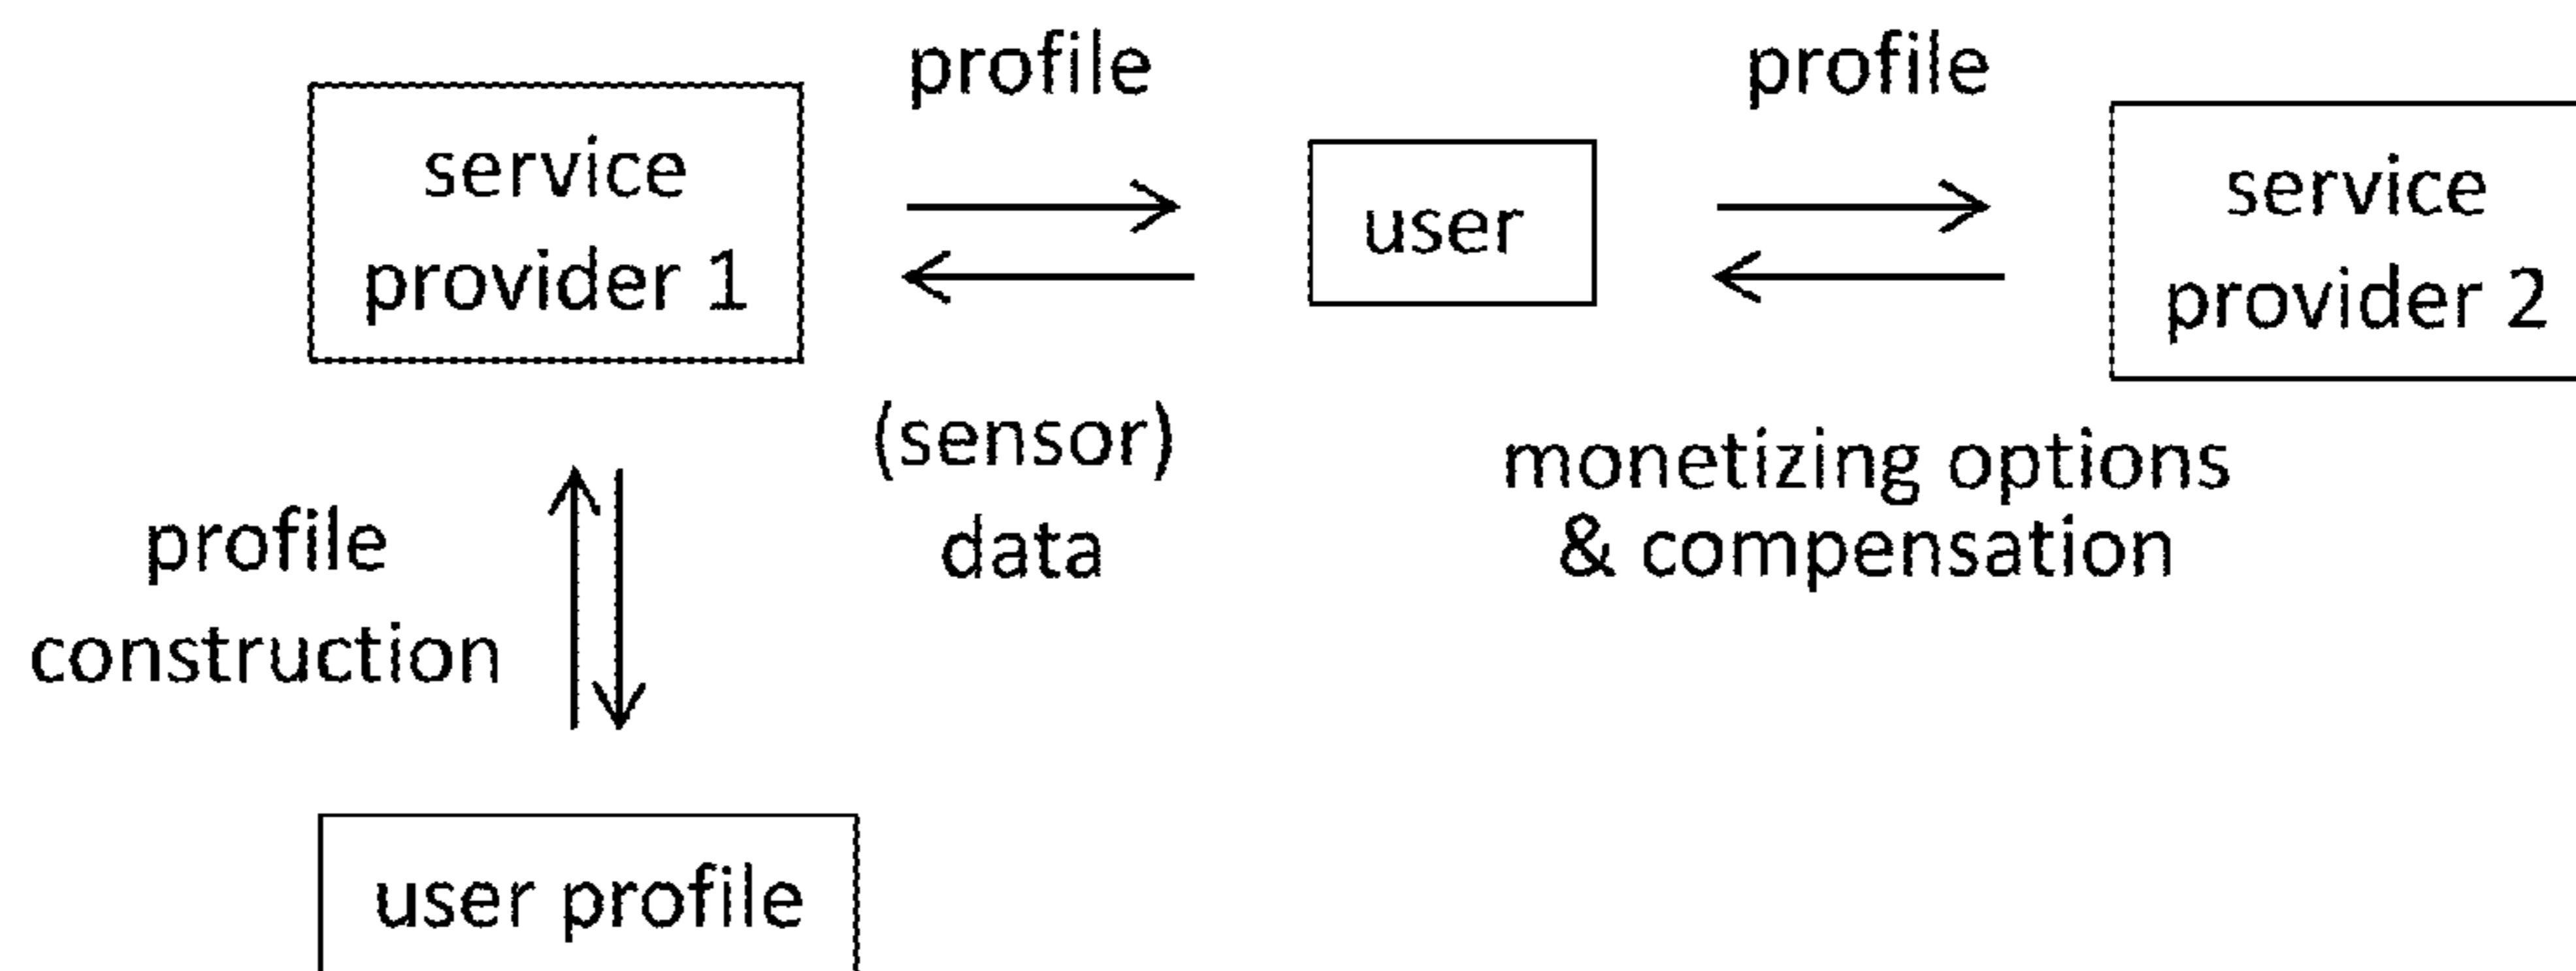 profile
profile
service
provider 1
user
service
provider 2
(sensor)
data
monetizing options
& compensation
profile
construction
user profile